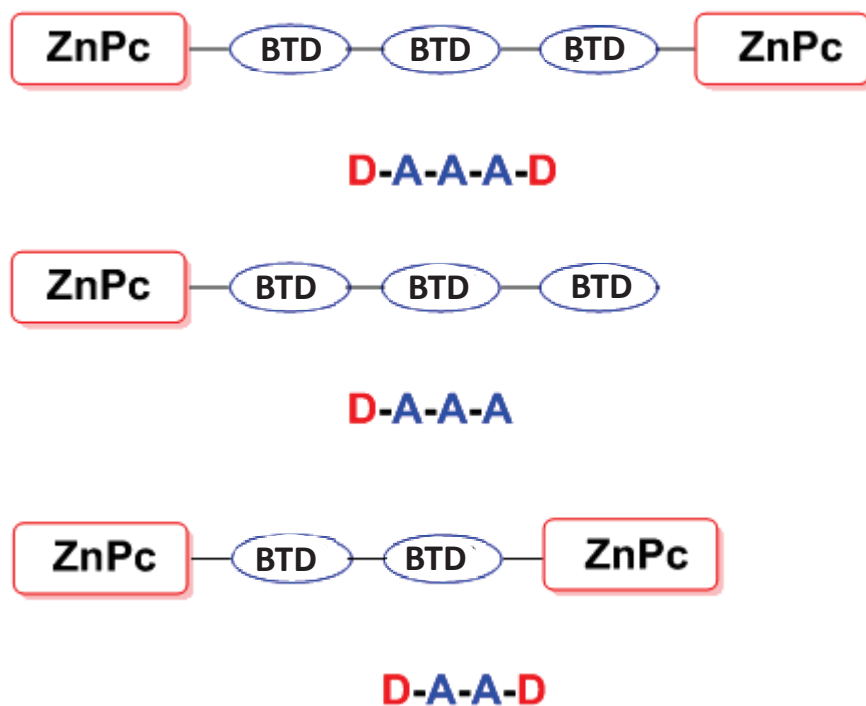 ZnPc BTD BTD BTD ZnPc
D-A-A-A-D
ZnPc BTD BTD BTD
D-A-A-A
ZnPc BTD BTD ZnPc
D-A-A-D